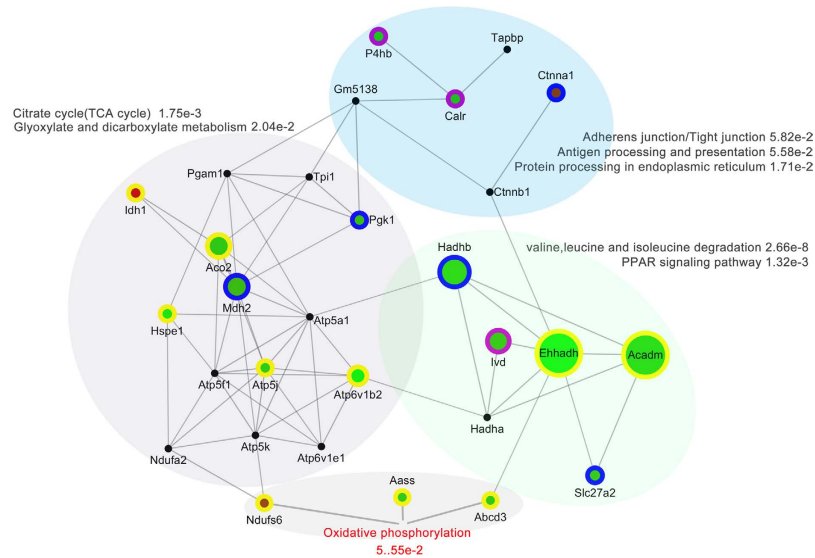 P4hb
Tapbp
Ctnna1
Gm5138
Calr
Citrate cycle(TCA cycle) 1.75e-3
Glyoxylate and dicarboxylate metabolism 2.04e-2
Adherens junction/Tight junction 5.82e-2
Antigen processing and presentation 5.58e-2
Protein processing in endoplasmic reticulum 1.71e-2
Pgam1
Tpi1
Ctnnb1
Idh1
Pgk1
Aco2
Hadhb
valine,leucine and isoleucine degradation 2.66e-8
PPAR signaling pathway 1.32e-3
Mdh2
Hspe1
Atp5a1
Ivd
Ehhadh
Acadm
Atp5f1
Atp5j
Atp6v1b2
Hadha
Atp5k
Ndufa2
Atp6v1e1
Slc27a2
Aass
Ndufs6
Abcd3
Oxidative phosphorylation
5..55e-2